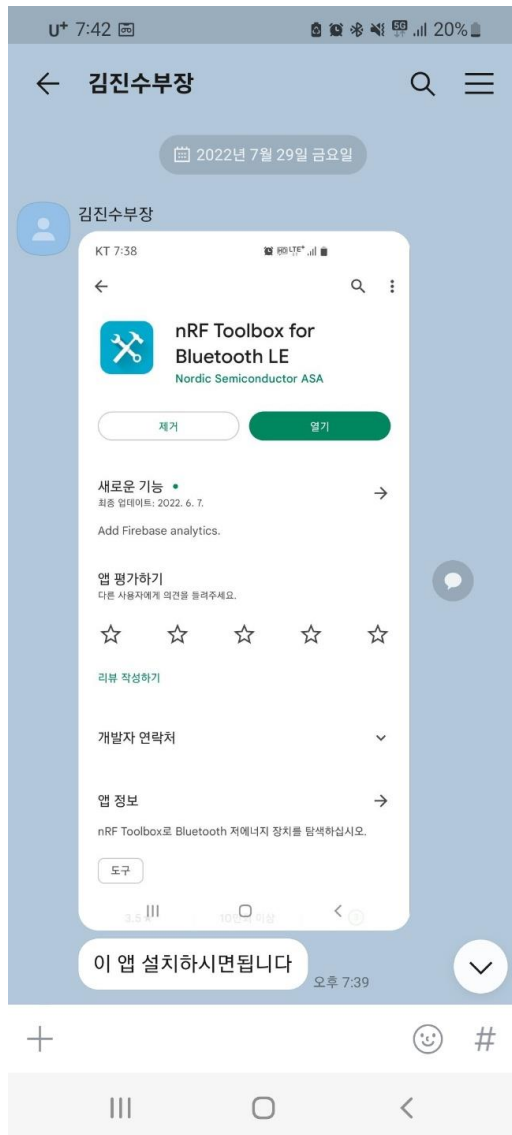 U+ 7:42
5G
20%
김진수부장
2022년 7월 29일 금요일
김진수부장
KT 7:38
LTE+
nRF Toolbox for
Bluetooth LE
Nordic Semiconductor ASA
제거
열기
새로운 기능
최종 업데이트: 2022. 6. 7.
Add Firebase analytics.
앱 평가하기
다른 사용자에게 의견을 들려주세요.
리뷰 작성하기
개발자 연락처
앱 정보
nRF Toolbox로 Bluetooth 저에너지 장치를 탐색하십시오.
도구
3.5
이 앱 설치하시면됩니다
오후 7:39
#